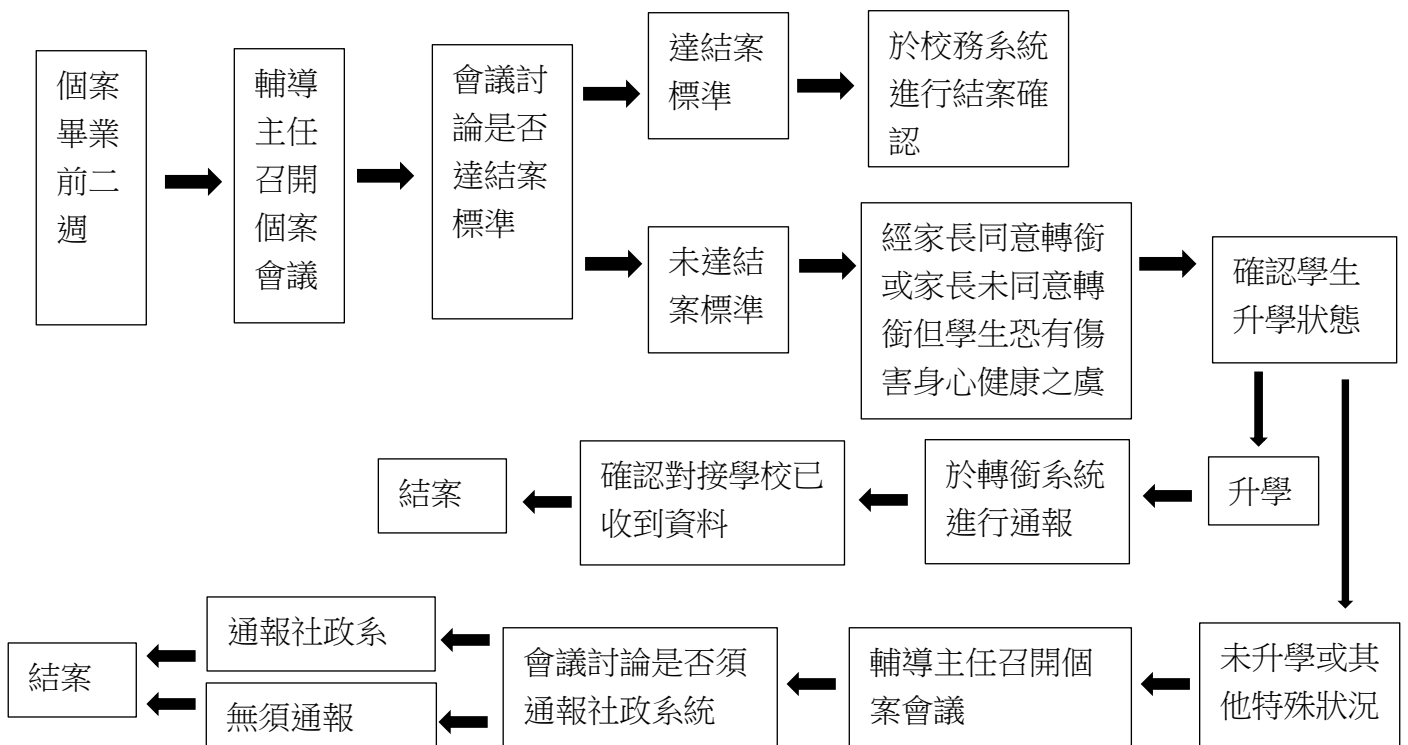 個案
畢業
前二
週
輔導
主任
召開
個案
會議
會議討
論是否
達結案
標準
達結案
標準
於校務系統
進行結案確
認
未達結
案標準
經家長同意轉銜
或家長未同意轉
銜但學生恐有傷
害身心健康之虞
確認學生
升學狀態
升學
於轉銜系統
進行通報
確認對接學校已
收到資料
結案
未升學或其
他特殊狀況
輔導主任召開個
案會議
會議討論是否須
通報社政系統
通報社政系
無須通報
結案